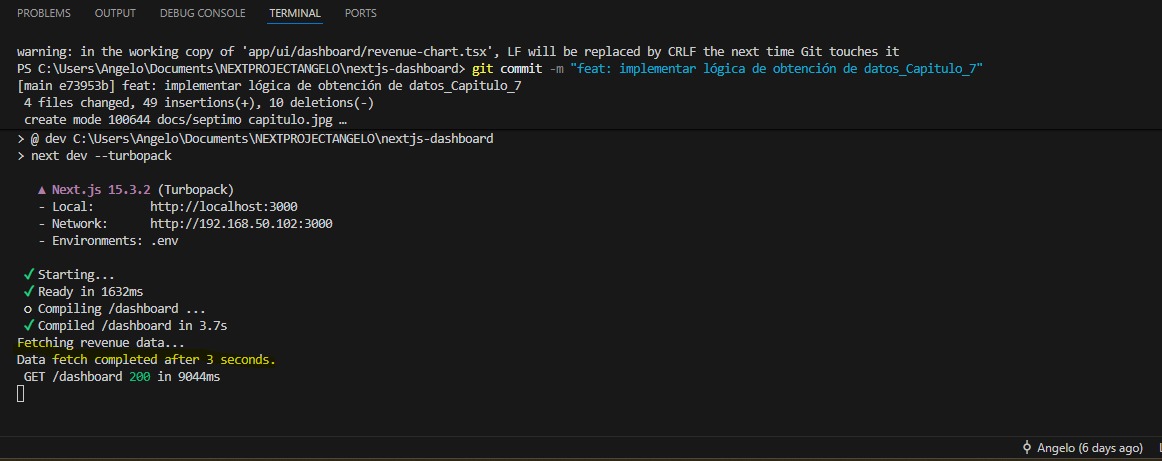 PROBLEMS OUTPUT DEBUG CONSOLE TERMINAL PORTS
warning: in the working copy of 'app/ui/dashboard/revenue-chart.tsx', LF will be replaced by CRLF the next time Git touches it
PS C:\Users\Angelo\Documents\NEXTPROJECTANGELO\nextjs-dashboard> git commit -m "feat: implementar lógica de obtención de datos_Capitulo_7"
[main e73953b] feat: implementar lógica de obtención de datos_Capitulo_7
4 files changed, 49 insertions(+), 10 deletions(-)
create mode 100644 docs/septimo capitulo.jpg …
> @ dev C:\Users\Angelo\Documents\NEXTPROJECTANGELO\nextjs-dashboard
> next dev --turbopack
▲ Next.js 15.3.2 (Turbopack)
- Local: http://localhost:3000
- Network: http://192.168.50.102:3000
- Environments: .env
✓ Starting...
✓ Ready in 1632ms
○ Compiling /dashboard ...
✓ Compiled /dashboard in 3.7s
Fetching revenue data...
Data fetch completed after 3 seconds.
GET /dashboard 200 in 9044ms
Angelo (6 days ago)